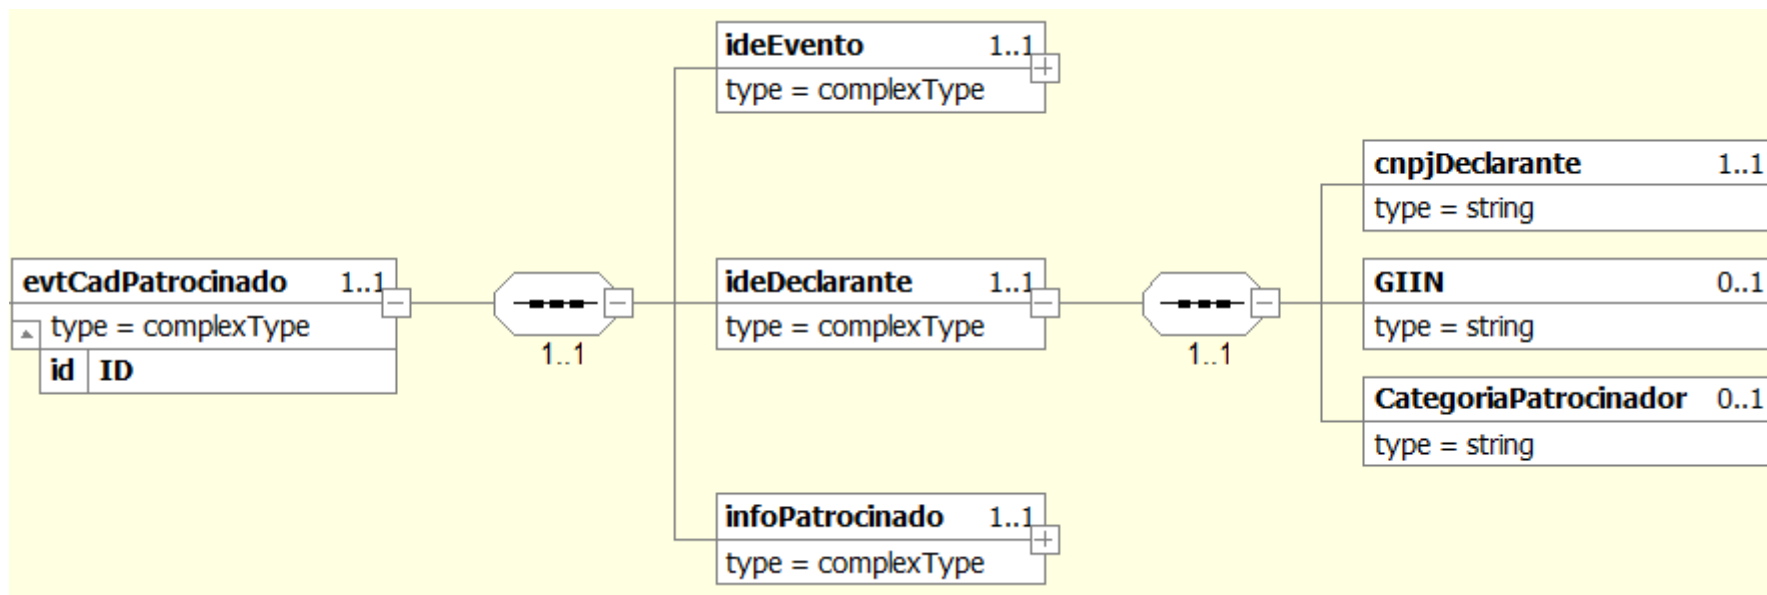 evtCadPatrocinado 1..1
type = complexType
id ID
1..1
ideEvento 1..1
type = complexType
ideDeclarante 1..1
type = complexType
1..1
cnpjDeclarante 1..1
type = string
GIIN 0..1
type = string
CategoriaPatrocinador 0..1
type = string
infoPatrocinado 1..1
type = complexType